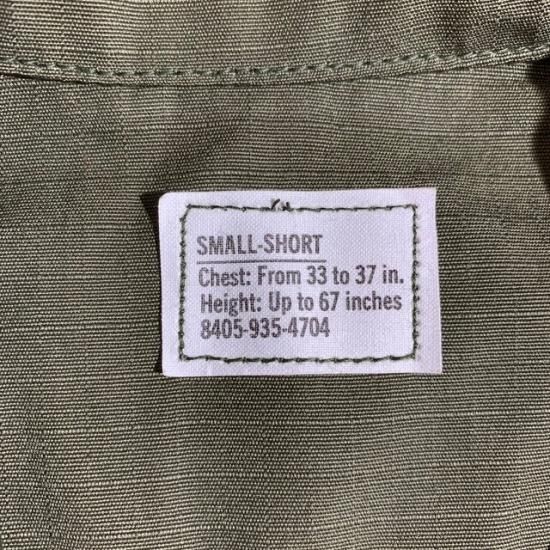 SMALL-SHORT
Chest: From 33 to 37 in.
Height: Up to 67 inches
8405-935-4704